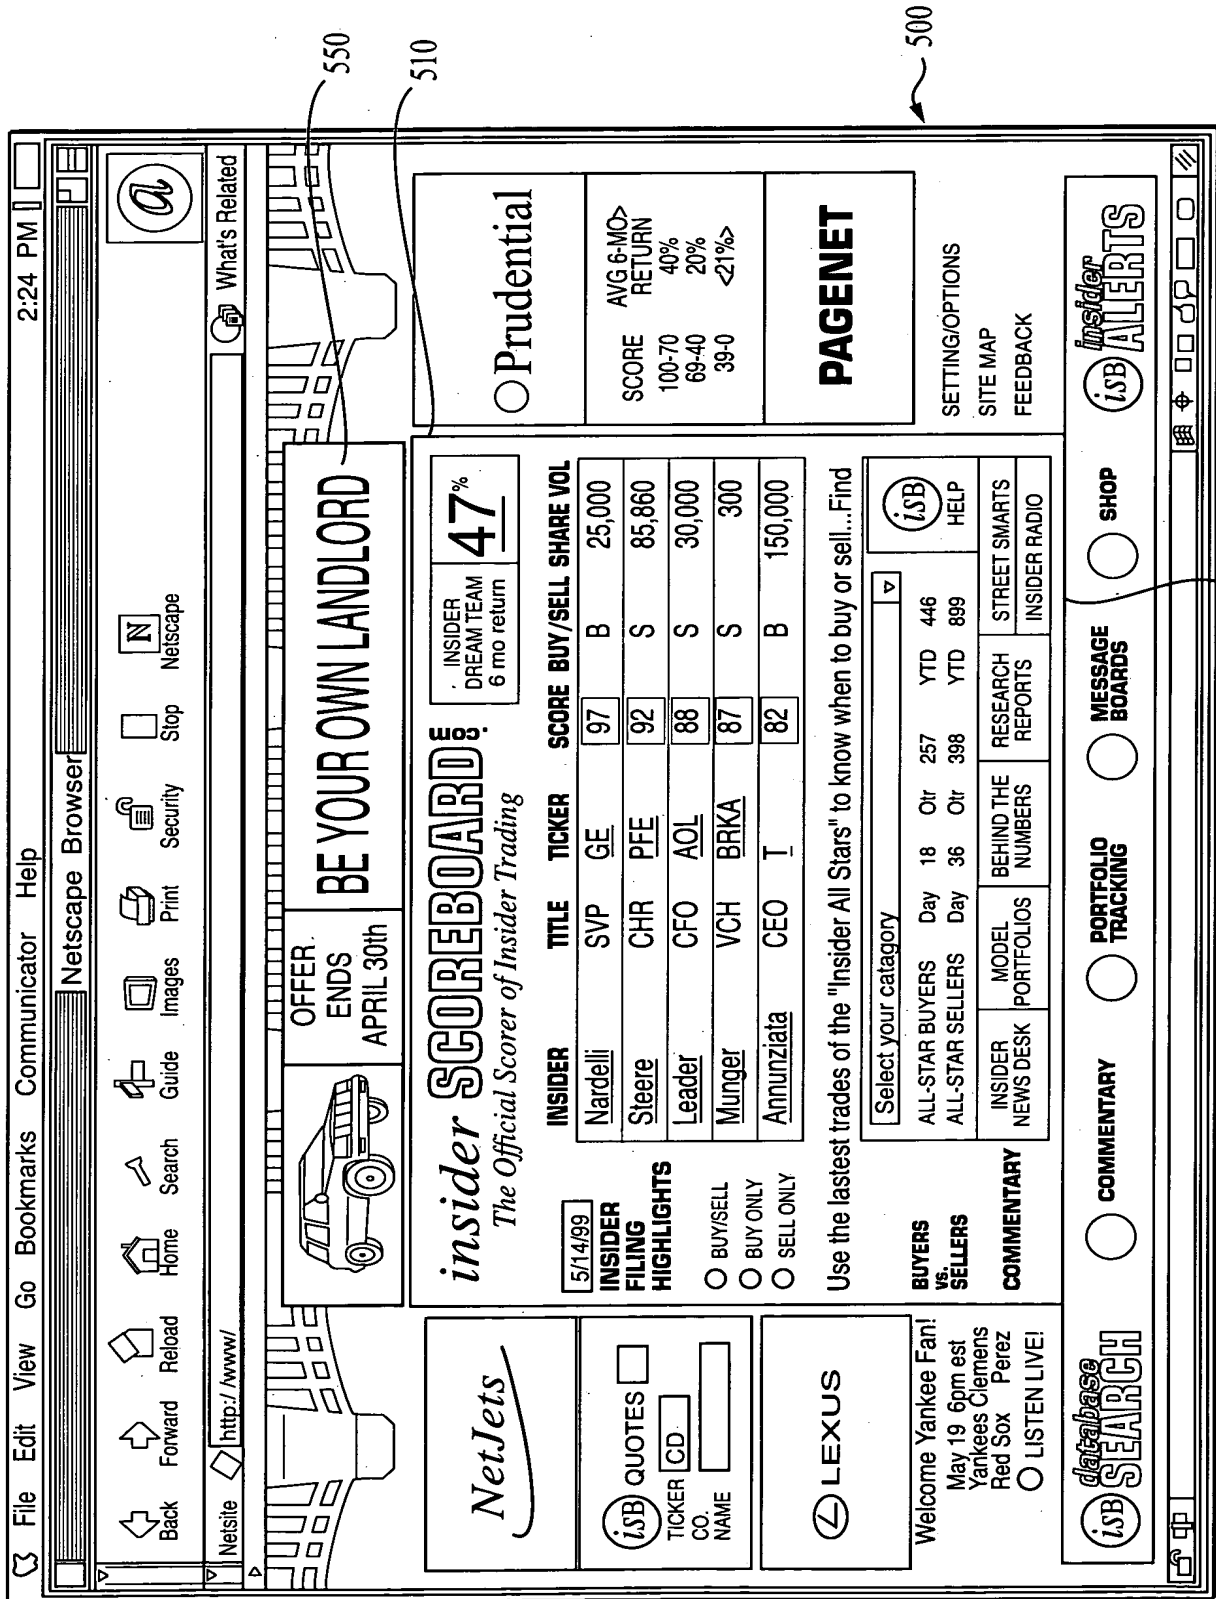 File Edit View Go Bookmarks Communicator Help 2:24 PM
Netscape Browser
Back Forward Reload Home Search Guide Images Print Security Stop Netscape
N
a
Netsite http: /www/ What's Related
OFFER
ENDS
APRIL 30th
BE YOUR OWN LANDLORD
550
510
500
NetJets
isB QUOTES
TICKER CD
CO.
NAME
LEXUS
Welcome Yankee Fan!
May 19 6pm est
Yankees Clemens
Red Sox Perez
LISTEN LIVE!
insider SCOREBOARD.com
The Official Scorer of Insider Trading
INSIDER
DREAM TEAM
6 mo return
47%
5/14/99
INSIDER
FILING
HIGHLIGHTS
BUY/SELL
BUY ONLY
SELL ONLY
INSIDER TITLE TICKER SCORE BUY/SELL SHARE VOL
Nardelli SVP GE 97 B 25,000
Steere CHR PFE 92 S 85,860
Leader CFO AOL 88 S 30,000
Munger VCH BRKA 87 S 300
Annunziata CEO T 82 B 150,000
Use the lastest trades of the "Insider All Stars" to know when to buy or sell...Find
Select your catagory
isB
HELP
BUYERS
vs.
SELLERS
ALL-STAR BUYERS Day 18 Otr 257 YTD 446
ALL-STAR SELLERS Day 36 Otr 398 YTD 899
COMMENTARY
INSIDER
NEWS DESK
MODEL
PORTFOLIOS
BEHIND THE
NUMBERS
RESEARCH
REPORTS
STREET SMARTS
INSIDER RADIO
Prudential
SCORE AVG 6-MO>
RETURN
100-70 40%
69-40 20%
39-0 <21%>
PAGENET
SETTING/OPTIONS
SITE MAP
FEEDBACK
isB database
SEARCH
COMMENTARY
PORTFOLIO
TRACKING
MESSAGE
BOARDS
SHOP
isB insider
ALERTS